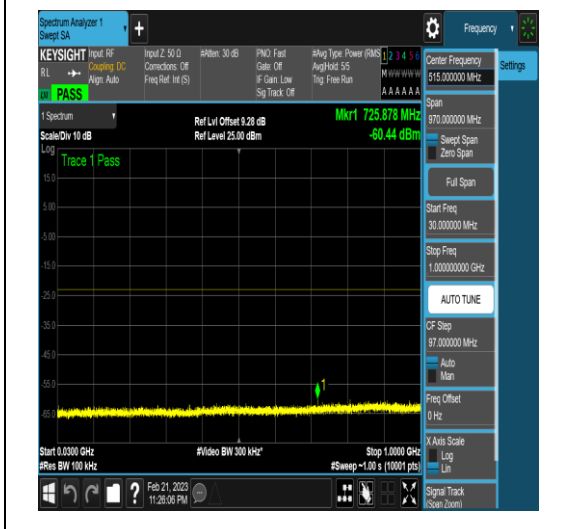 Spectrum Analyzer 1
Swept SA
+
Frequency
KEYSIGHT
RL
PASS
Input: RF
Coupling: DC
Align: Auto
Input Z: 50 Ω
Corrections: Off
Freq Ref: Int (S)
#Atten: 30 dB
PNO: Fast
Gate: Off
IF Gain: Low
Sig Track: Off
#Avg Type: Power (RMS
Avg|Hold: 5/5
Trig: Free Run
1 2 3 4 5 6
M W W W W W
A A A A A A
1 Spectrum
Scale/Div 10 dB
Ref Lvl Offset 9.28 dB
Ref Level 25.00 dBm
Mkr1 725.878 MHz
-60.44 dBm
Log
Trace 1 Pass
15.0
5.00
-5.00
-15.0
-25.0
-35.0
-45.0
-55.0
-65.0
1
Start 0.0300 GHz
#Res BW 100 kHz
#Video BW 300 kHz*
Stop 1.0000 GHz
#Sweep ~1.00 s (10001 pts)
?
Feb 21, 2023
11:26:06 PM
Center Frequency
515.000000 MHz
Settings
Span
970.000000 MHz
Swept Span
Zero Span
Full Span
Start Freq
30.000000 MHz
Stop Freq
1.000000000 GHz
AUTO TUNE
CF Step
97.000000 MHz
Auto
Man
Freq Offset
0 Hz
X Axis Scale
Log
Lin
Signal Track
(Span Zoom)